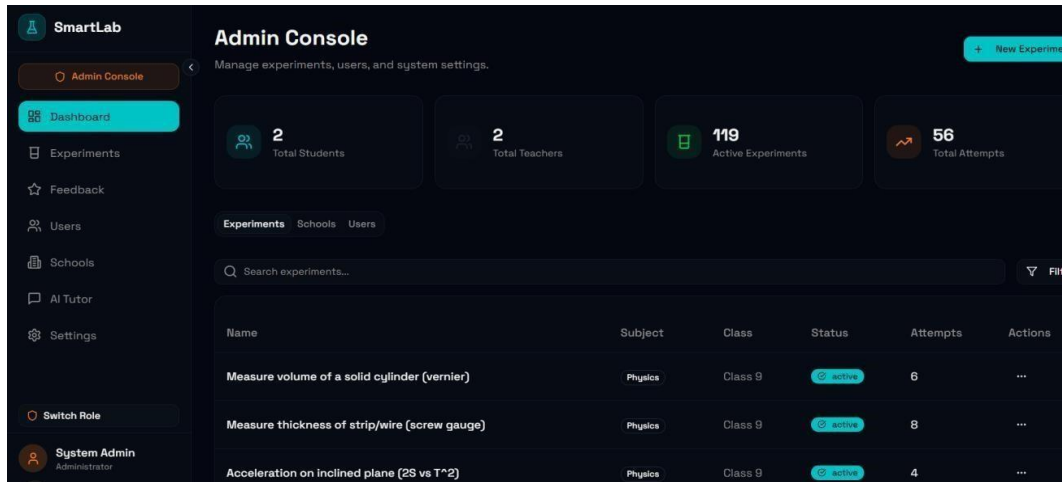 SmartLab
Admin Console
Dashboard
Experiments
Feedback
Users
Schools
AI Tutor
Settings
Switch Role
System Admin
Administrator
Admin Console
Manage experiments, users, and system settings.
+ New Experime
2
Total Students
2
Total Teachers
119
Active Experiments
56
Total Attempts
Experiments Schools Users
Search experiments...
Filt
Name Subject Class Status Attempts Actions
Measure volume of a solid cylinder (vernier) Physics Class 9 active 6 ...
Measure thickness of strip/wire (screw gauge) Physics Class 9 active 8 ...
Acceleration on inclined plane (2S vs T^2) Physics Class 9 active 4 ...